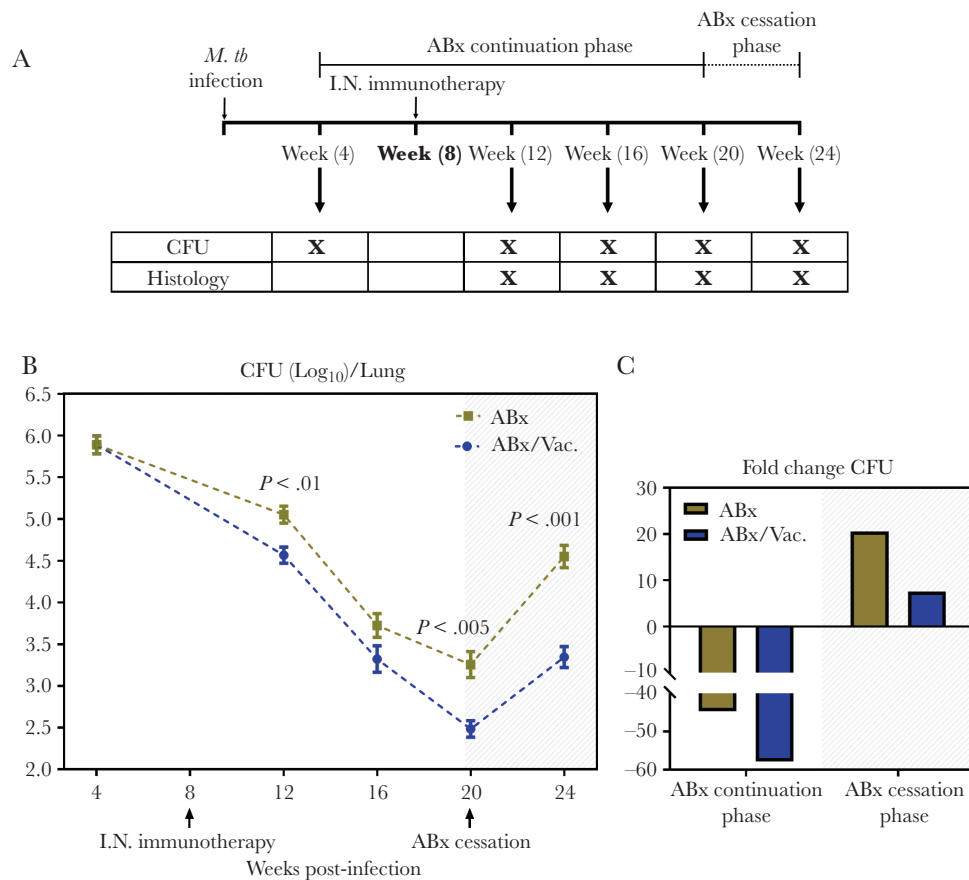 A
M. tb
infection
ABx continuation phase
ABx cessation
phase
I.N. immunotherapy
Week (4) Week (8) Week (12) Week (16) Week (20) Week (24)
CFU X X X X X
Histology X X X X
B
CFU (Log10)/Lung
6.5
6.0
5.5
5.0
4.5
4.0
3.5
3.0
2.5
2.0
ABx
ABx/Vac.
P < .01
P < .005
P < .001
4 8 12 16 20 24
I.N. immunotherapy ABx cessation
Weeks post-infection
C
Fold change CFU
30
20
10
0
−10
−40
−50
−60
ABx
ABx/Vac.
ABx continuation
phase
ABx cessation
phase